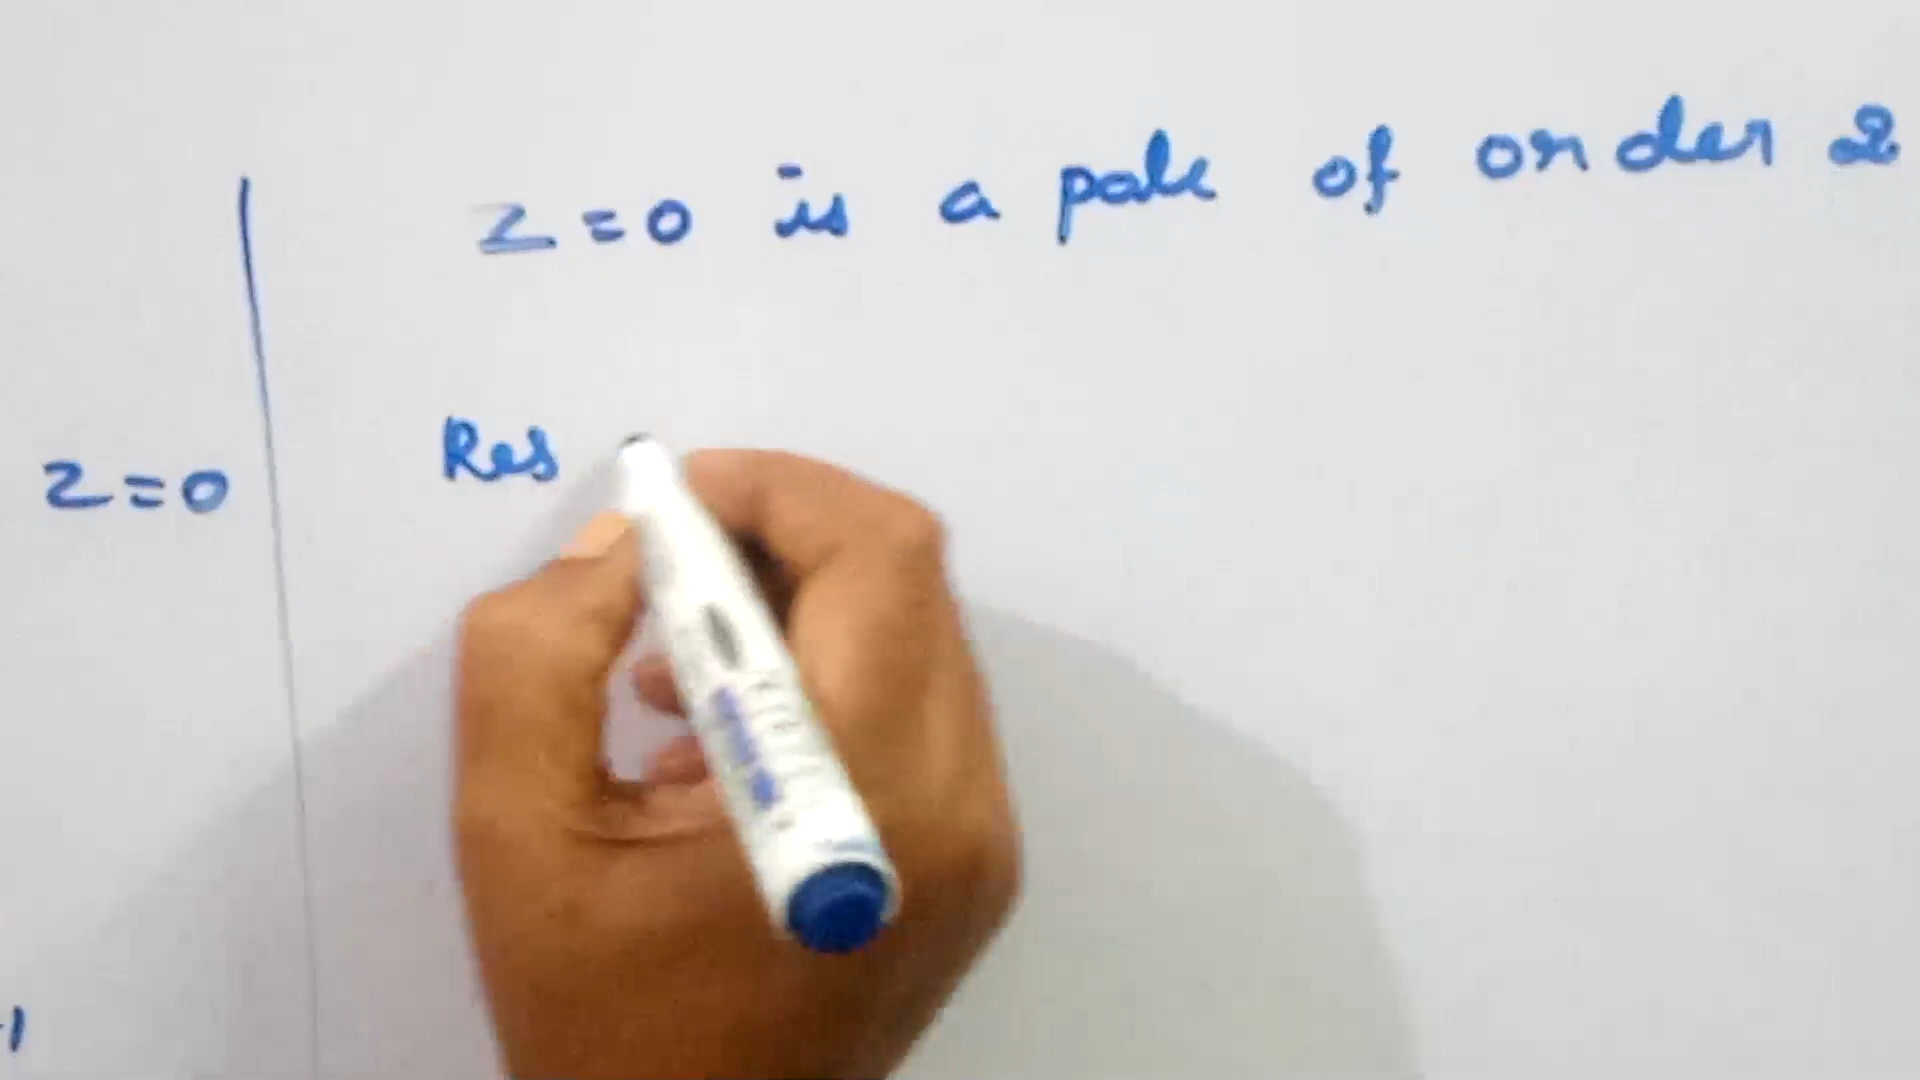 z=0 is a pole of order 2
Res
z=0